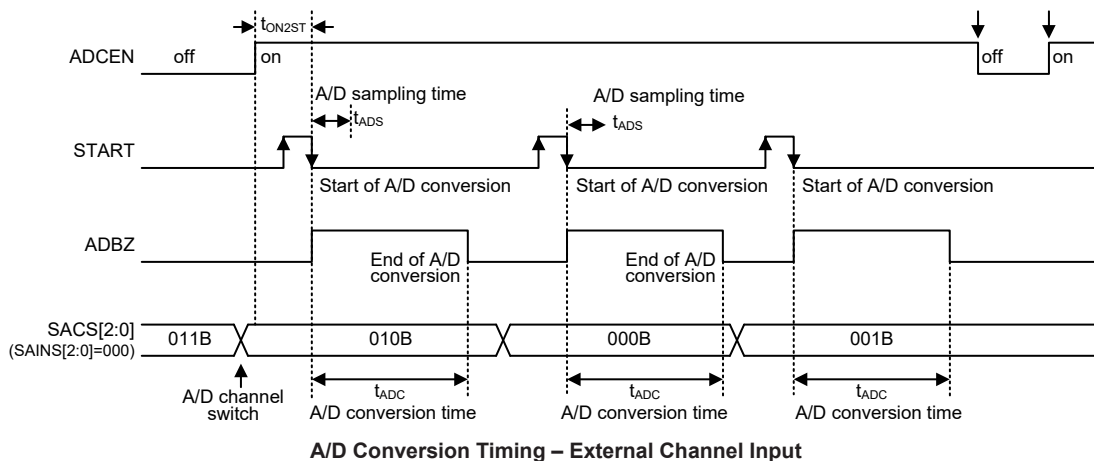 tON2ST
ADCEN
off
on
off
on
A/D sampling time
A/D sampling time
tADS
tADS
START
Start of A/D conversion
Start of A/D conversion
Start of A/D conversion
ADBZ
End of A/D
conversion
End of A/D
conversion
SACS[2:0]
(SAINS[2:0]=000)
011B
010B
000B
001B
A/D channel
switch
tADC
A/D conversion time
tADC
A/D conversion time
tADC
A/D conversion time
A/D Conversion Timing – External Channel Input